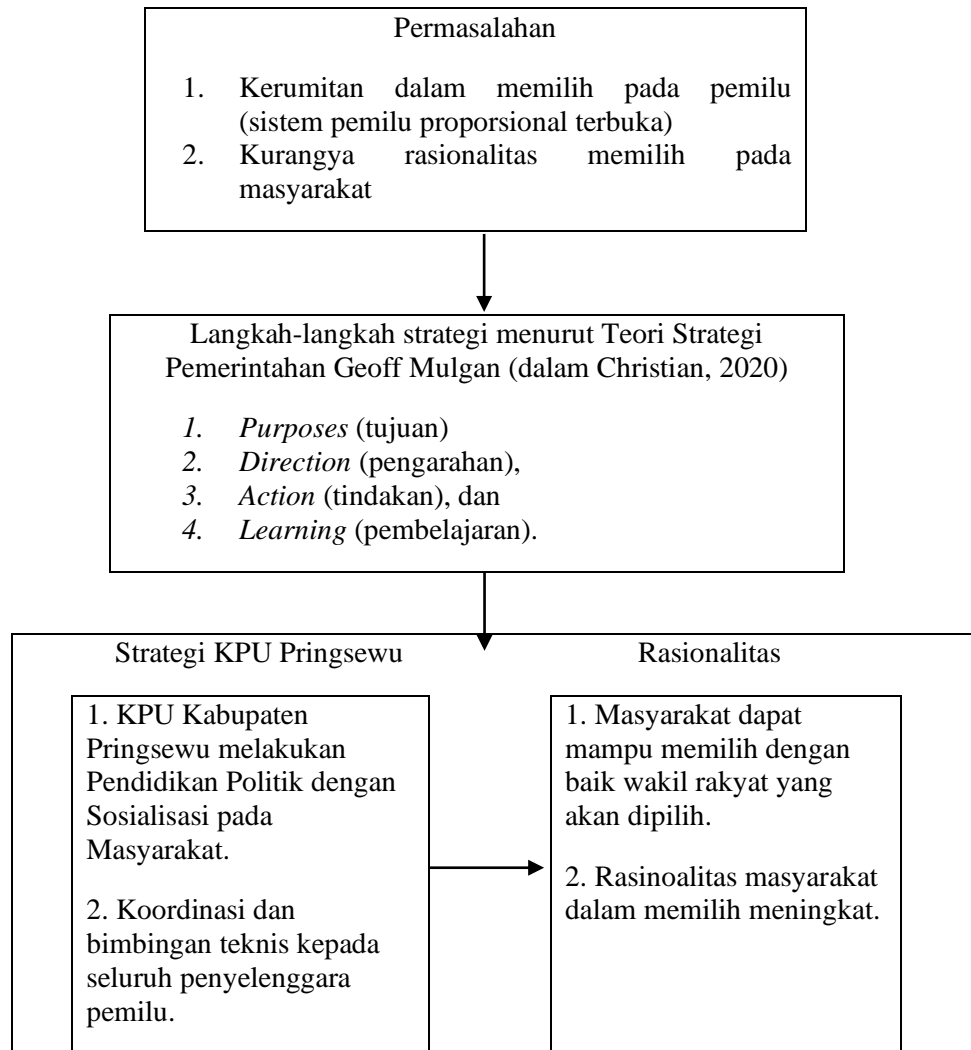 Permasalahan
1. Kerumitan dalam memilih pada pemilu
(sistem pemilu proporsional terbuka)
2. Kurangya rasionalitas memilih pada
masyarakat
Langkah-langkah strategi menurut Teori Strategi
Pemerintahan Geoff Mulgan (dalam Christian, 2020)
1. Purposes (tujuan)
2. Direction (pengarahan),
3. Action (tindakan), dan
4. Learning (pembelajaran).
Strategi KPU Pringsewu
1. KPU Kabupaten
Pringsewu melakukan
Pendidikan Politik dengan
Sosialisasi pada
Masyarakat.
2. Koordinasi dan
bimbingan teknis kepada
seluruh penyelenggara
pemilu.
Rasionalitas
1. Masyarakat dapat
mampu memilih dengan
baik wakil rakyat yang
akan dipilih.
2. Rasinoalitas masyarakat
dalam memilih meningkat.